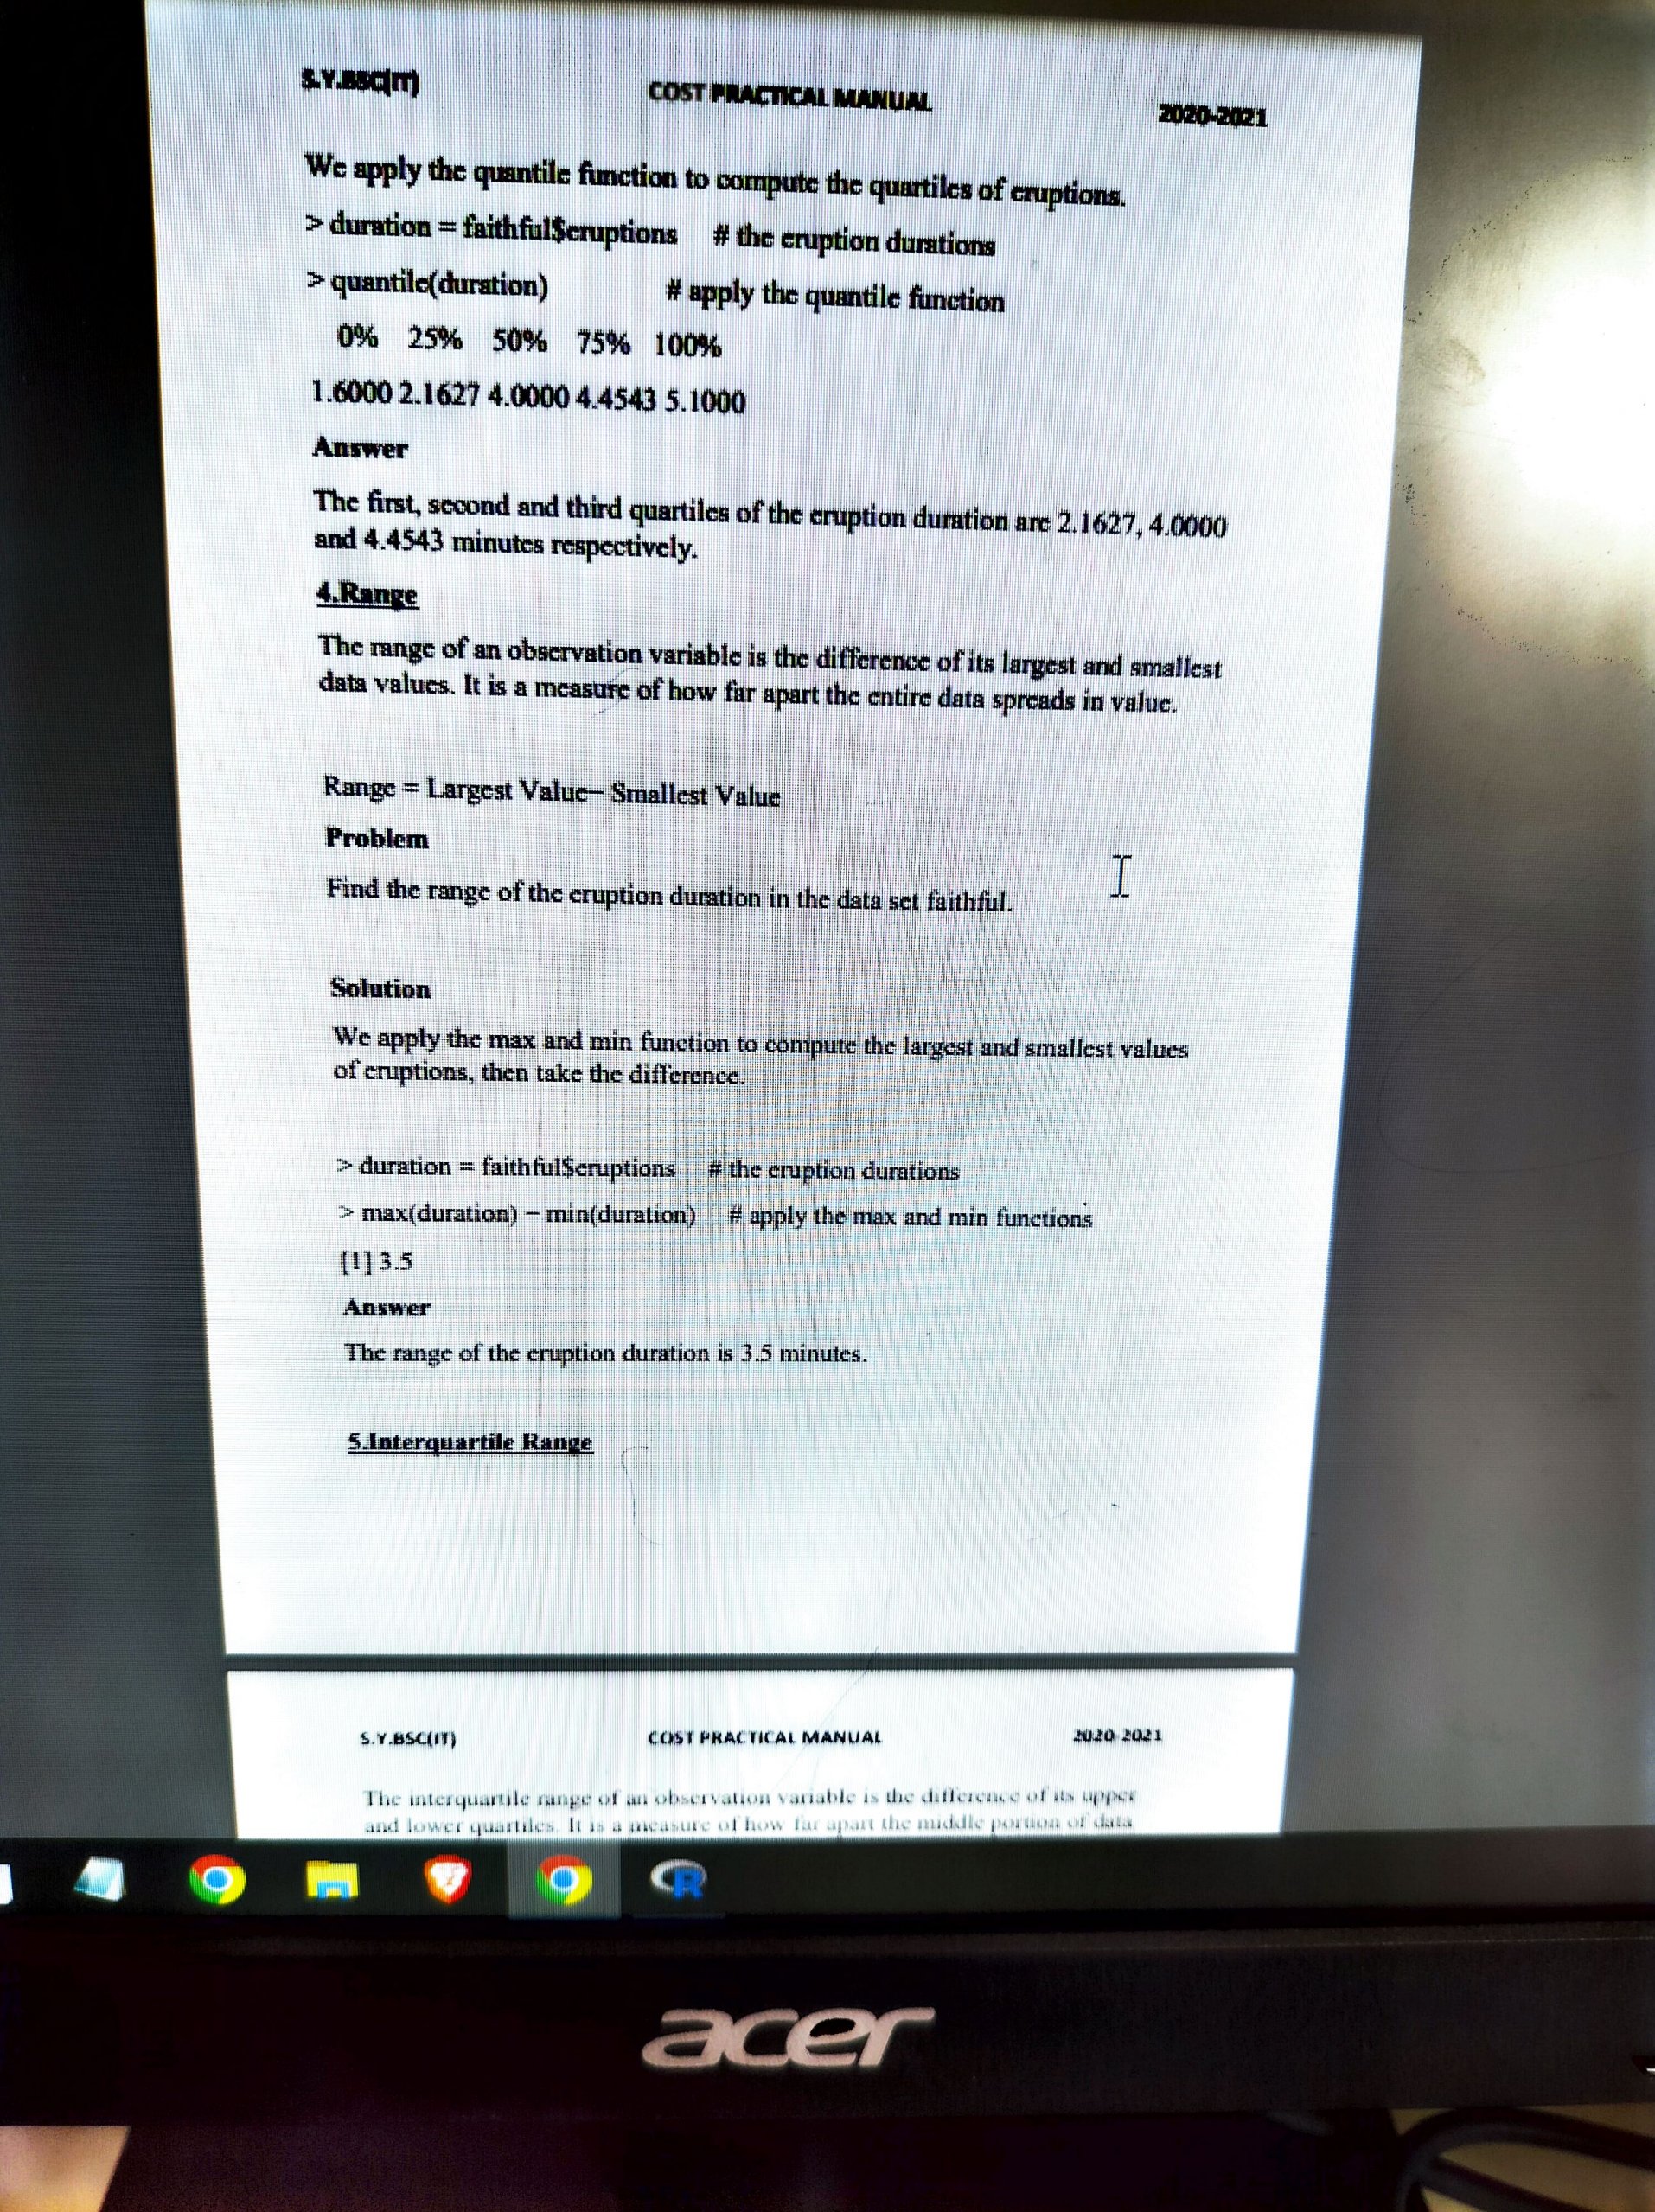 S.Y.BSC(IT) COST PRACTICAL MANUAL 2020-2021
We apply the quantile function to compute the quartiles of eruptions.
> duration = faithful$eruptions # the eruption durations
> quantile(duration) # apply the quantile function
0% 25% 50% 75% 100%
1.6000 2.1627 4.0000 4.4543 5.1000
Answer
The first, second and third quartiles of the eruption duration are 2.1627, 4.0000
and 4.4543 minutes respectively.
4.Range
The range of an observation variable is the difference of its largest and smallest
data values. It is a measure of how far apart the entire data spreads in value.
Range = Largest Value− Smallest Value
Problem
Find the range of the eruption duration in the data set faithful.
Solution
We apply the max and min function to compute the largest and smallest values
of eruptions, then take the difference.
> duration = faithful$eruptions # the eruption durations
> max(duration) − min(duration) # apply the max and min functions
[1] 3.5
Answer
The range of the eruption duration is 3.5 minutes.
5.Interquartile Range
S.Y.BSC(IT) COST PRACTICAL MANUAL 2020-2021
The interquartile range of an observation variable is the difference of its upper
and lower quartiles. It is a measure of how far apart the middle portion of data
R
acer